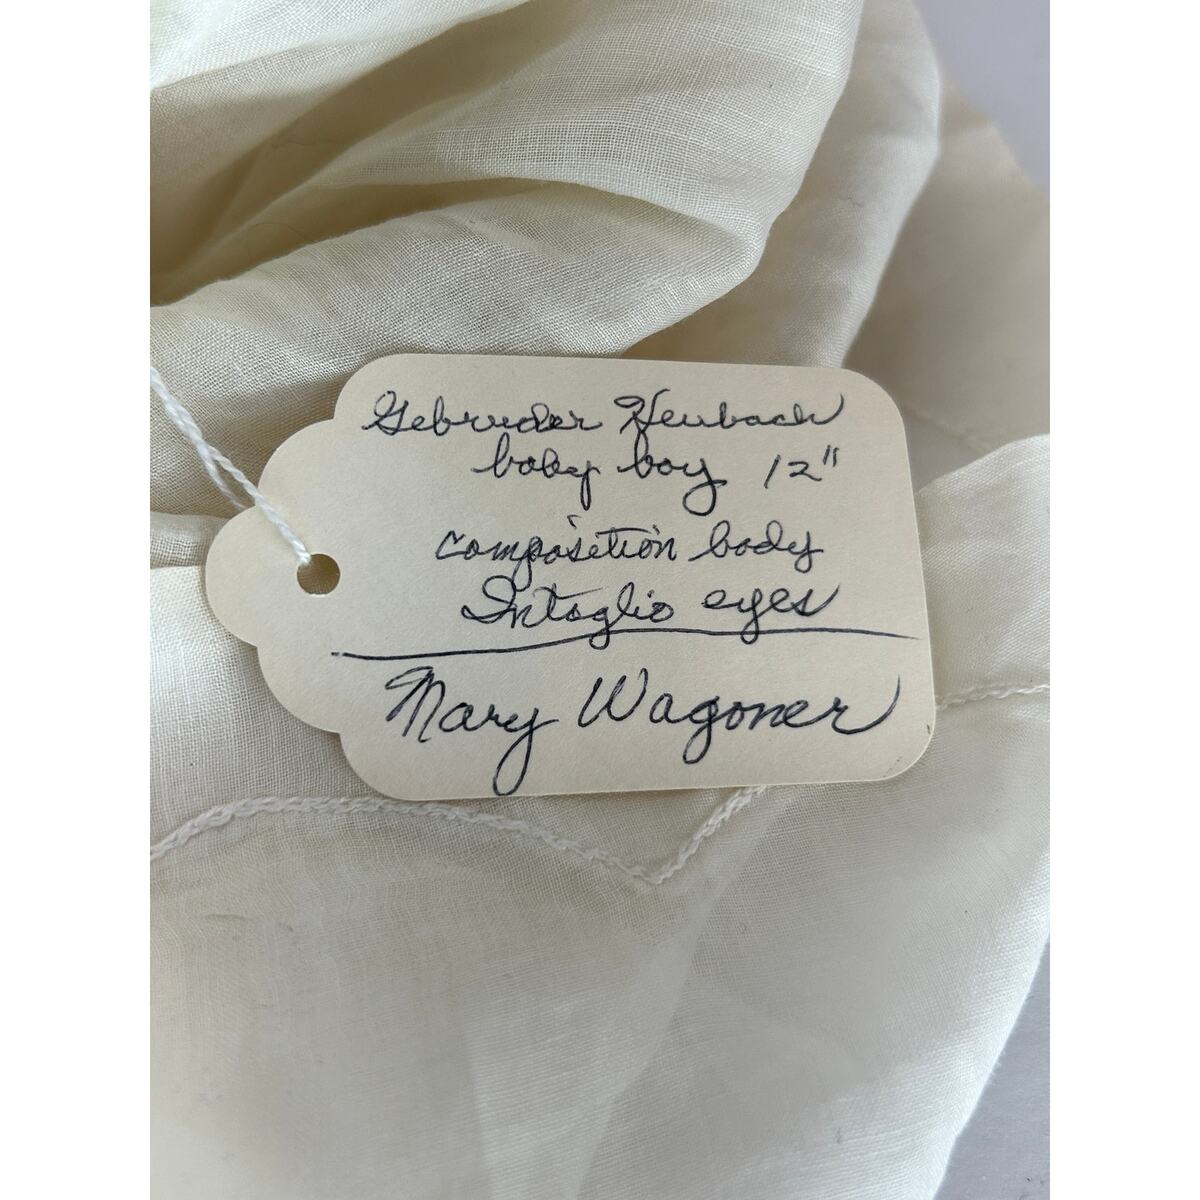 Gebruder Heubach
baby boy 12"
composition body
Intaglio eyes
Mary Wagoner